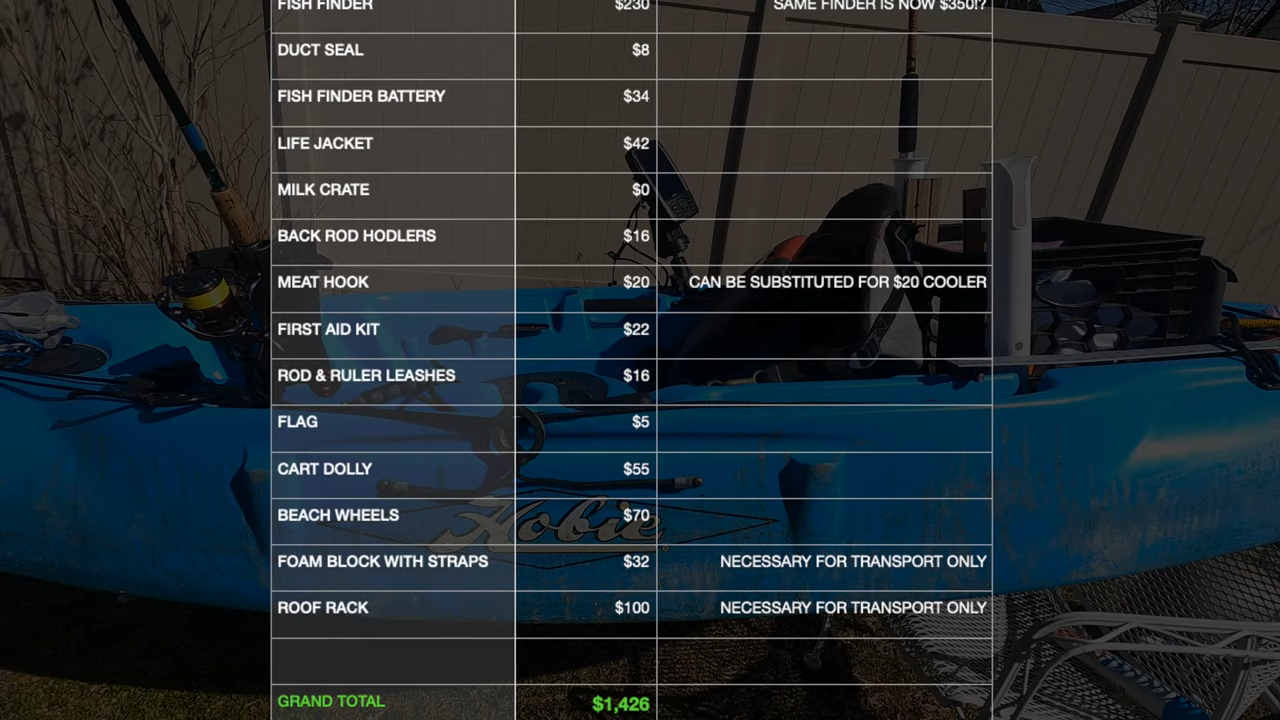 FISH FINDER $230 SAME FINDER IS NOW $350!?
DUCT SEAL $8
FISH FINDER BATTERY $34
LIFE JACKET $42
MILK CRATE $0
BACK ROD HODLERS $16
MEAT HOOK $20 CAN BE SUBSTITUTED FOR $20 COOLER
FIRST AID KIT $22
ROD & RULER LEASHES $16
FLAG $5
CART DOLLY $55
BEACH WHEELS $70
Hobie
FOAM BLOCK WITH STRAPS $32 NECESSARY FOR TRANSPORT ONLY
ROOF RACK $100 NECESSARY FOR TRANSPORT ONLY
GRAND TOTAL $1,426